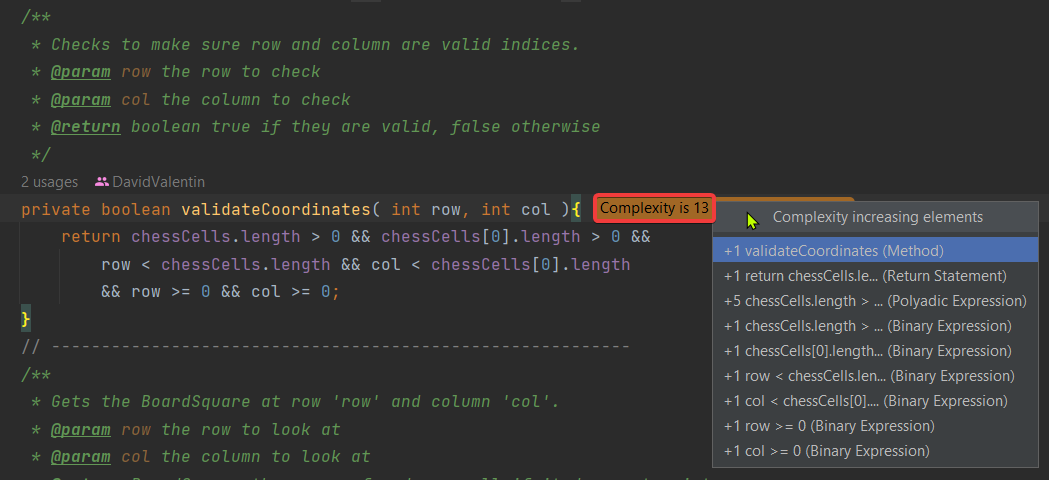 /**
* Checks to make sure row and column are valid indices.
* @param row the row to check
* @param col the column to check
* @return boolean true if they are valid, false otherwise
*/
2 usages DavidValentin
private boolean validateCoordinates( int row, int col ){ Complexity is 13
return chessCells.length > 0 && chessCells[0].length > 0 &&
row < chessCells.length && col < chessCells[0].length
&& row >= 0 && col >= 0;
}
// ----------------------------------------------------------
/**
* Gets the BoardSquare at row 'row' and column 'col'.
* @param row the row to look at
* @param col the column to look at
Complexity increasing elements
+1 validateCoordinates (Method)
+1 return chessCells.le... (Return Statement)
+5 chessCells.length > ... (Polyadic Expression)
+1 chessCells.length > ... (Binary Expression)
+1 chessCells[0].length... (Binary Expression)
+1 row < chessCells.len... (Binary Expression)
+1 col < chessCells[0].... (Binary Expression)
+1 row >= 0 (Binary Expression)
+1 col >= 0 (Binary Expression)